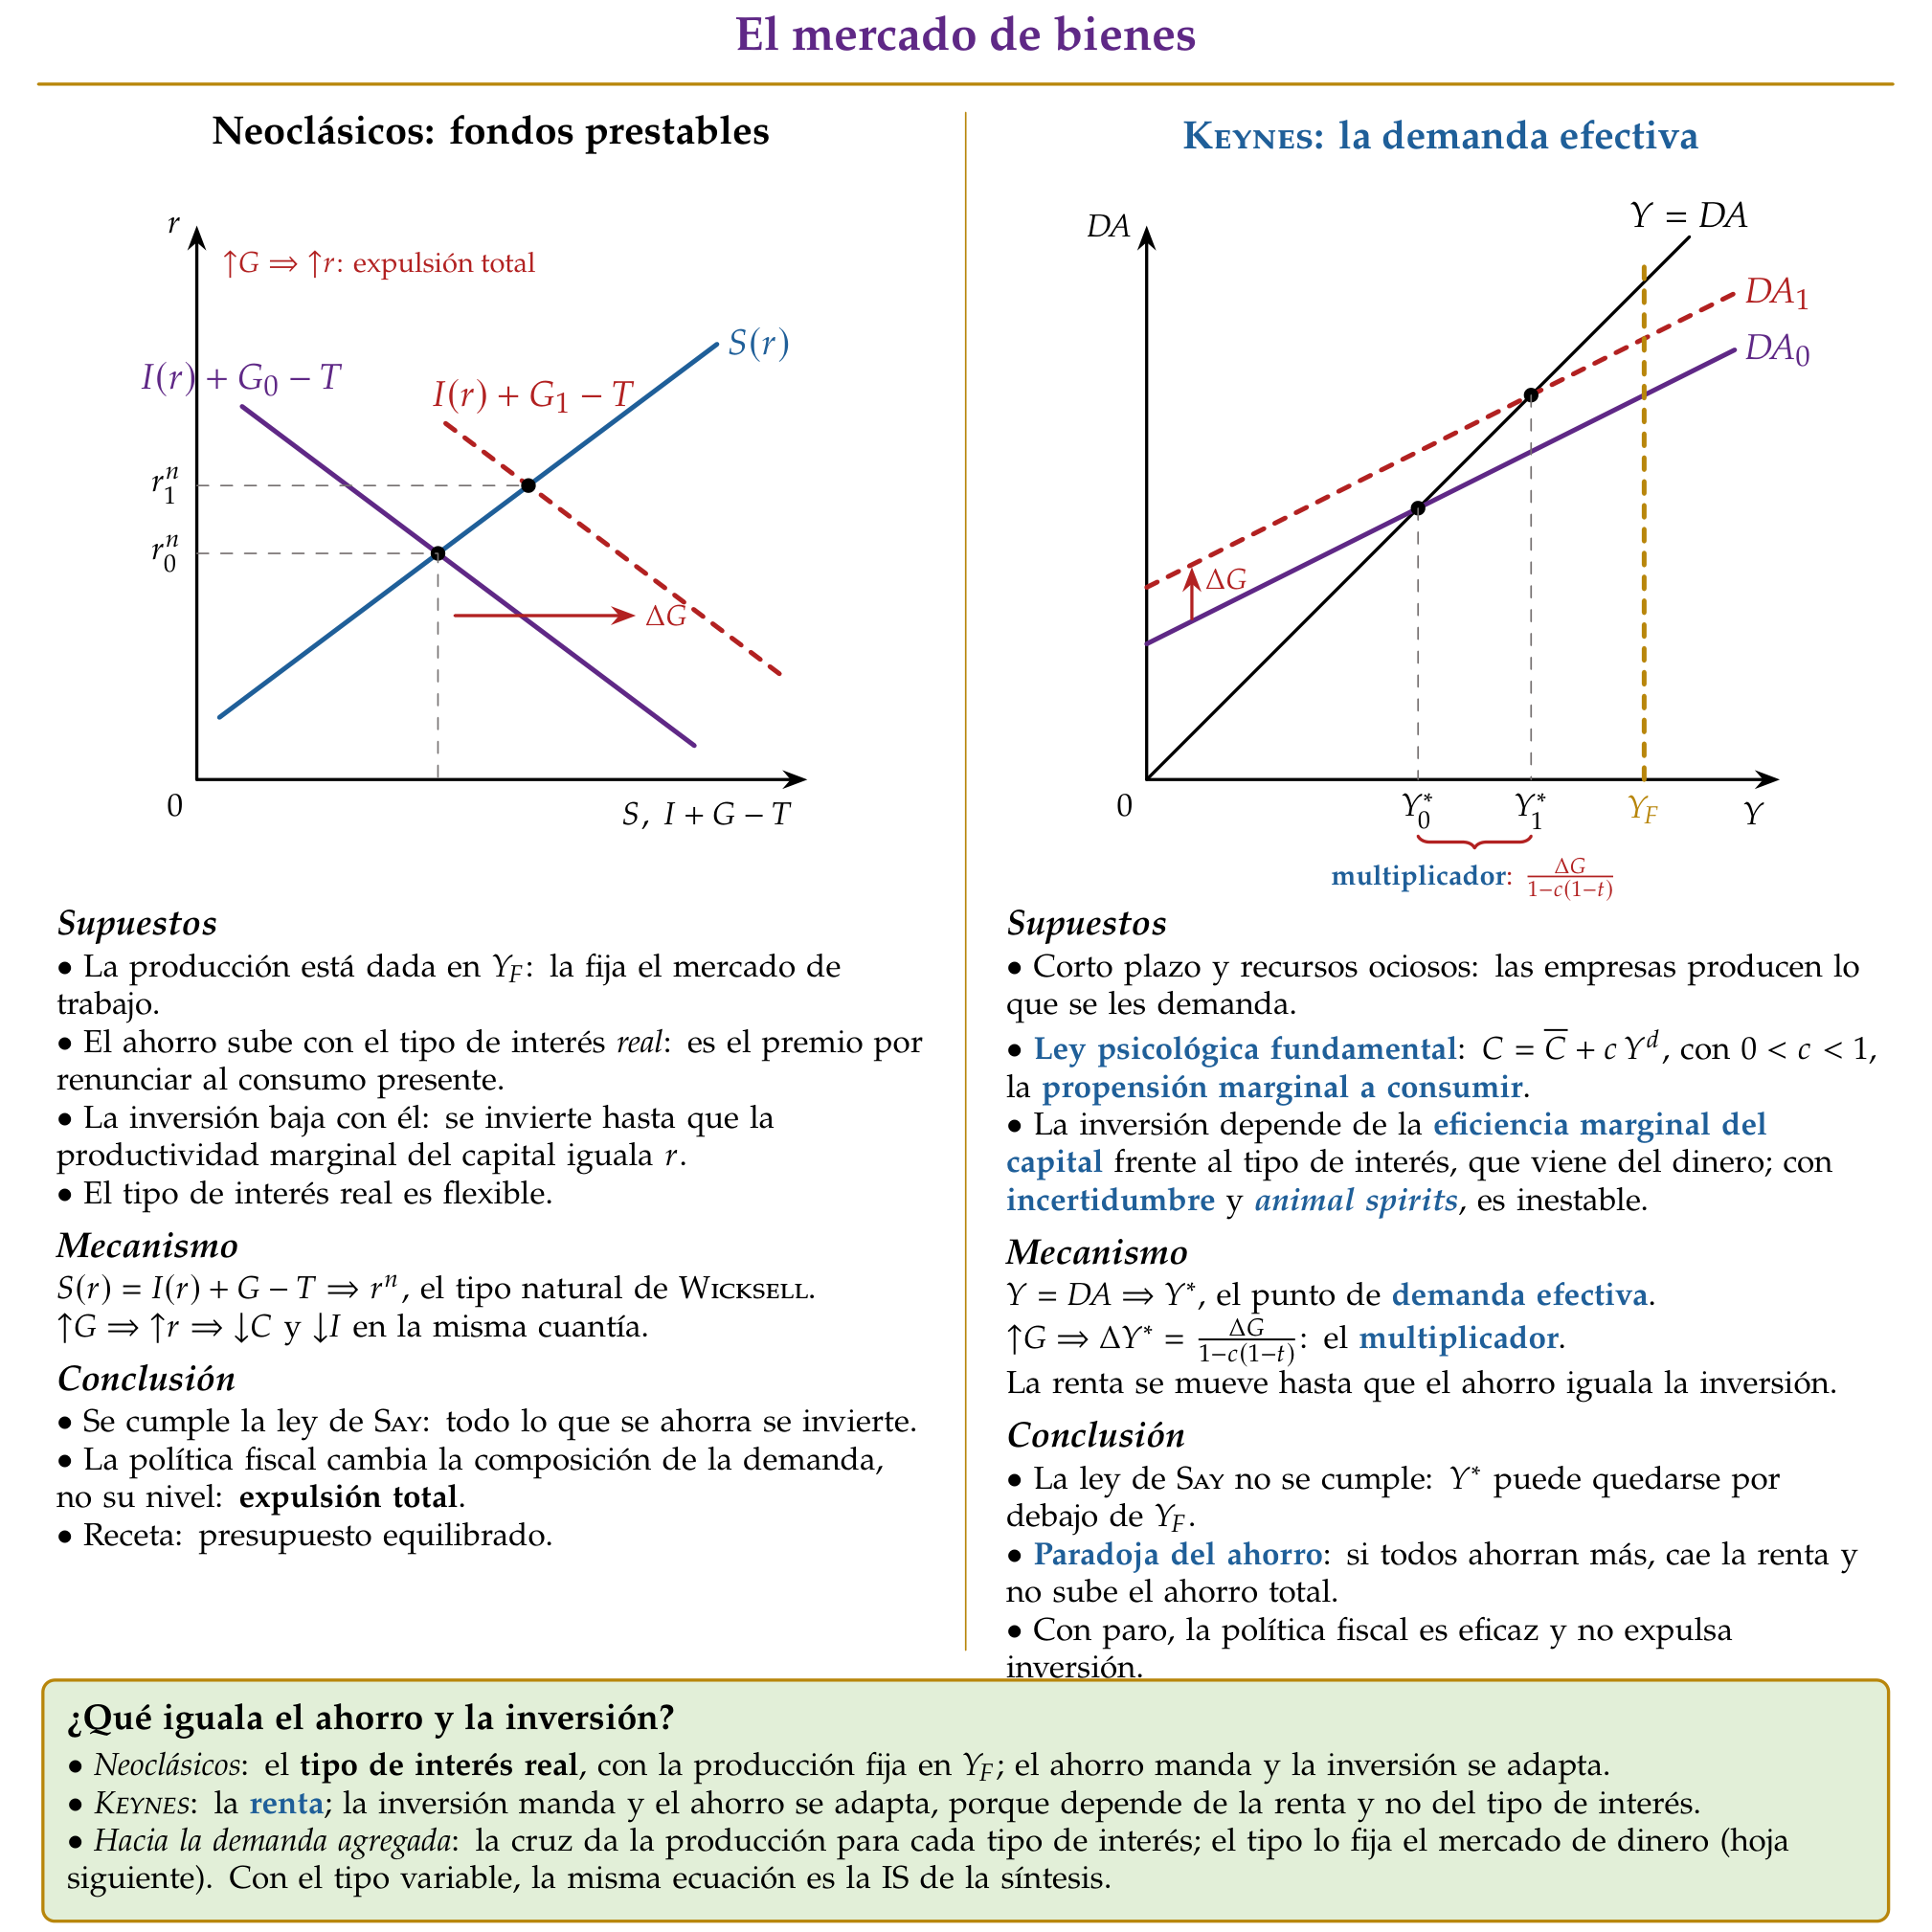 El mercado de bienes
Neoclásicos: fondos prestables
r
↑G ⟹ ↑r: expulsión total
S(r)
I(r) + G₀ − T
I(r) + G₁ − T
r₁ⁿ
r₀ⁿ
ΔG
0
S, I + G − T
Supuestos
• La producción está dada en Y_F: la fija el mercado de
trabajo.
• El ahorro sube con el tipo de interés real: es el premio por
renunciar al consumo presente.
• La inversión baja con él: se invierte hasta que la
productividad marginal del capital iguala r.
• El tipo de interés real es flexible.
Mecanismo
S(r) = I(r) + G − T ⟹ rⁿ, el tipo natural de Wicksell.
↑G ⟹ ↑r ⟹ ↓C y ↓I en la misma cuantía.
Conclusión
• Se cumple la ley de Say: todo lo que se ahorra se invierte.
• La política fiscal cambia la composición de la demanda,
no su nivel: expulsión total.
• Receta: presupuesto equilibrado.
Keynes: la demanda efectiva
DA
Y = DA
DA₁
DA₀
ΔG
0
Y₀*
Y₁*
Y_F
Y
multiplicador: ΔG/(1−c(1−t))
Supuestos
• Corto plazo y recursos ociosos: las empresas producen lo
que se les demanda.
• Ley psicológica fundamental: C = C̅ + c Yᵈ, con 0 < c < 1,
la propensión marginal a consumir.
• La inversión depende de la eficiencia marginal del
capital frente al tipo de interés, que viene del dinero; con
incertidumbre y animal spirits, es inestable.
Mecanismo
Y = DA ⟹ Y*, el punto de demanda efectiva.
↑G ⟹ ΔY* = ΔG/(1−c(1−t)): el multiplicador.
La renta se mueve hasta que el ahorro iguala la inversión.
Conclusión
• La ley de Say no se cumple: Y* puede quedarse por
debajo de Y_F.
• Paradoja del ahorro: si todos ahorran más, cae la renta y
no sube el ahorro total.
• Con paro, la política fiscal es eficaz y no expulsa
inversión.
¿Qué iguala el ahorro y la inversión?
• Neoclásicos: el tipo de interés real, con la producción fija en Y_F; el ahorro manda y la inversión se adapta.
• Keynes: la renta; la inversión manda y el ahorro se adapta, porque depende de la renta y no del tipo de interés.
• Hacia la demanda agregada: la cruz da la producción para cada tipo de interés; el tipo lo fija el mercado de dinero (hoja
siguiente). Con el tipo variable, la misma ecuación es la IS de la síntesis.